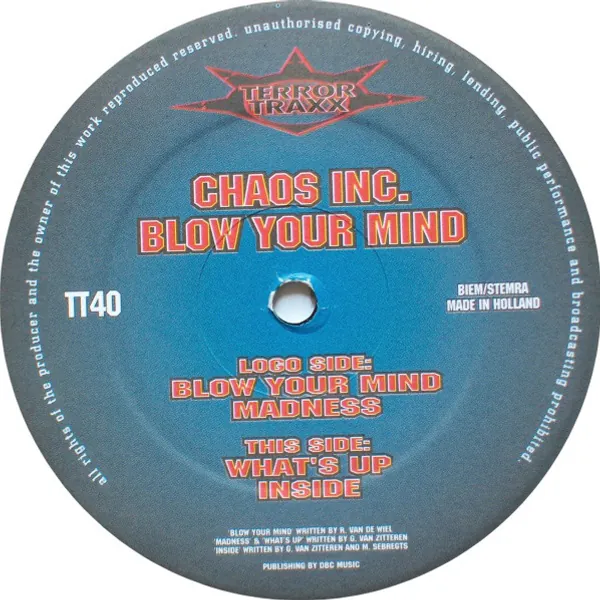 all rights of the producer and the owner of this work reproduced reserved. unauthorised copying, hiring, lending, public performance and broadcasting prohibited.
TERROR
TRAXX
CHAOS INC.
BLOW YOUR MIND
TT40
BIEM/STEMRA
MADE IN HOLLAND
LOGO SIDE:
BLOW YOUR MIND
MADNESS
THIS SIDE:
WHAT'S UP
INSIDE
'BLOW YOUR MIND' WRITTEN BY R. VAN DE WIEL
'MADNESS' & 'WHAT'S UP' WRITTEN BY G. VAN ZITTEREN
'INSIDE' WRITTEN BY G. VAN ZITTEREN AND M. SEBREGTS
PUBLISHING BY DBC MUSIC